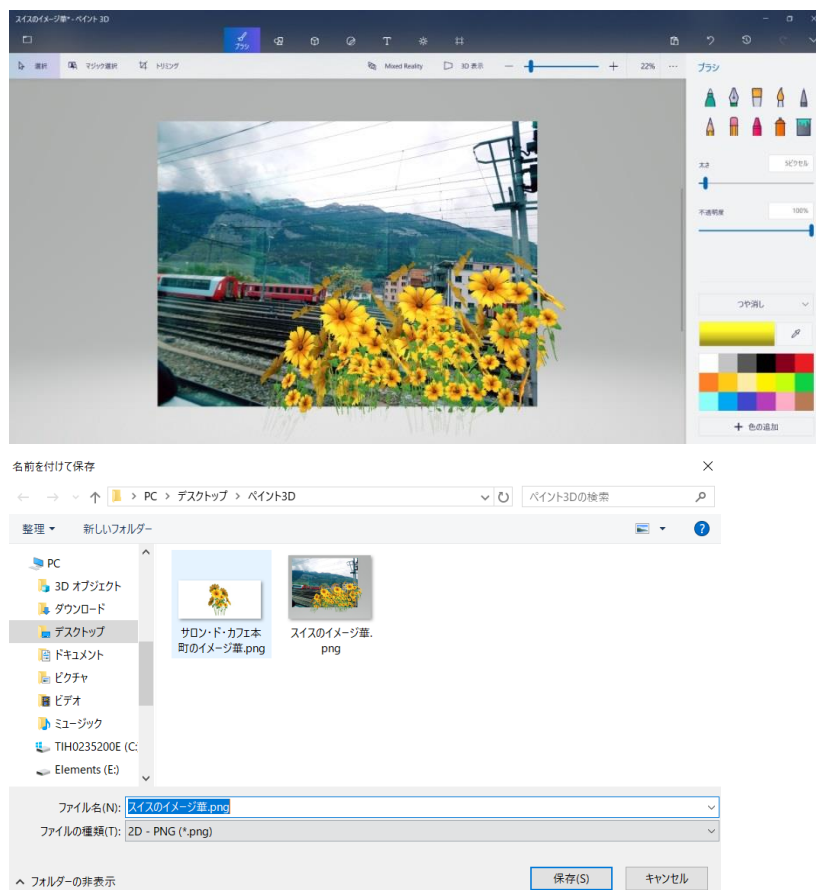 スイスのイメージ華* - ペイント 3D
ブラシ
選択
マジック選択
トリミング
Mixed Reality
3D 表示
22%
ブラシ
太さ
5ピクセル
不透明度
100%
つや消し
色の追加
名前を付けて保存
PC > デスクトップ > ペイント3D
ペイント3Dの検索
整理
新しいフォルダー
PC
3D オブジェクト
ダウンロード
デスクトップ
ドキュメント
ピクチャ
ビデオ
ミュージック
TIH0235200E (C:
Elements (E:)
サロン・ド・カフェ本
町のイメージ華.png
スイスのイメージ華.
png
ファイル名(N):
スイスのイメージ華.png
ファイルの種類(T):
2D - PNG (*.png)
フォルダーの非表示
保存(S)
キャンセル